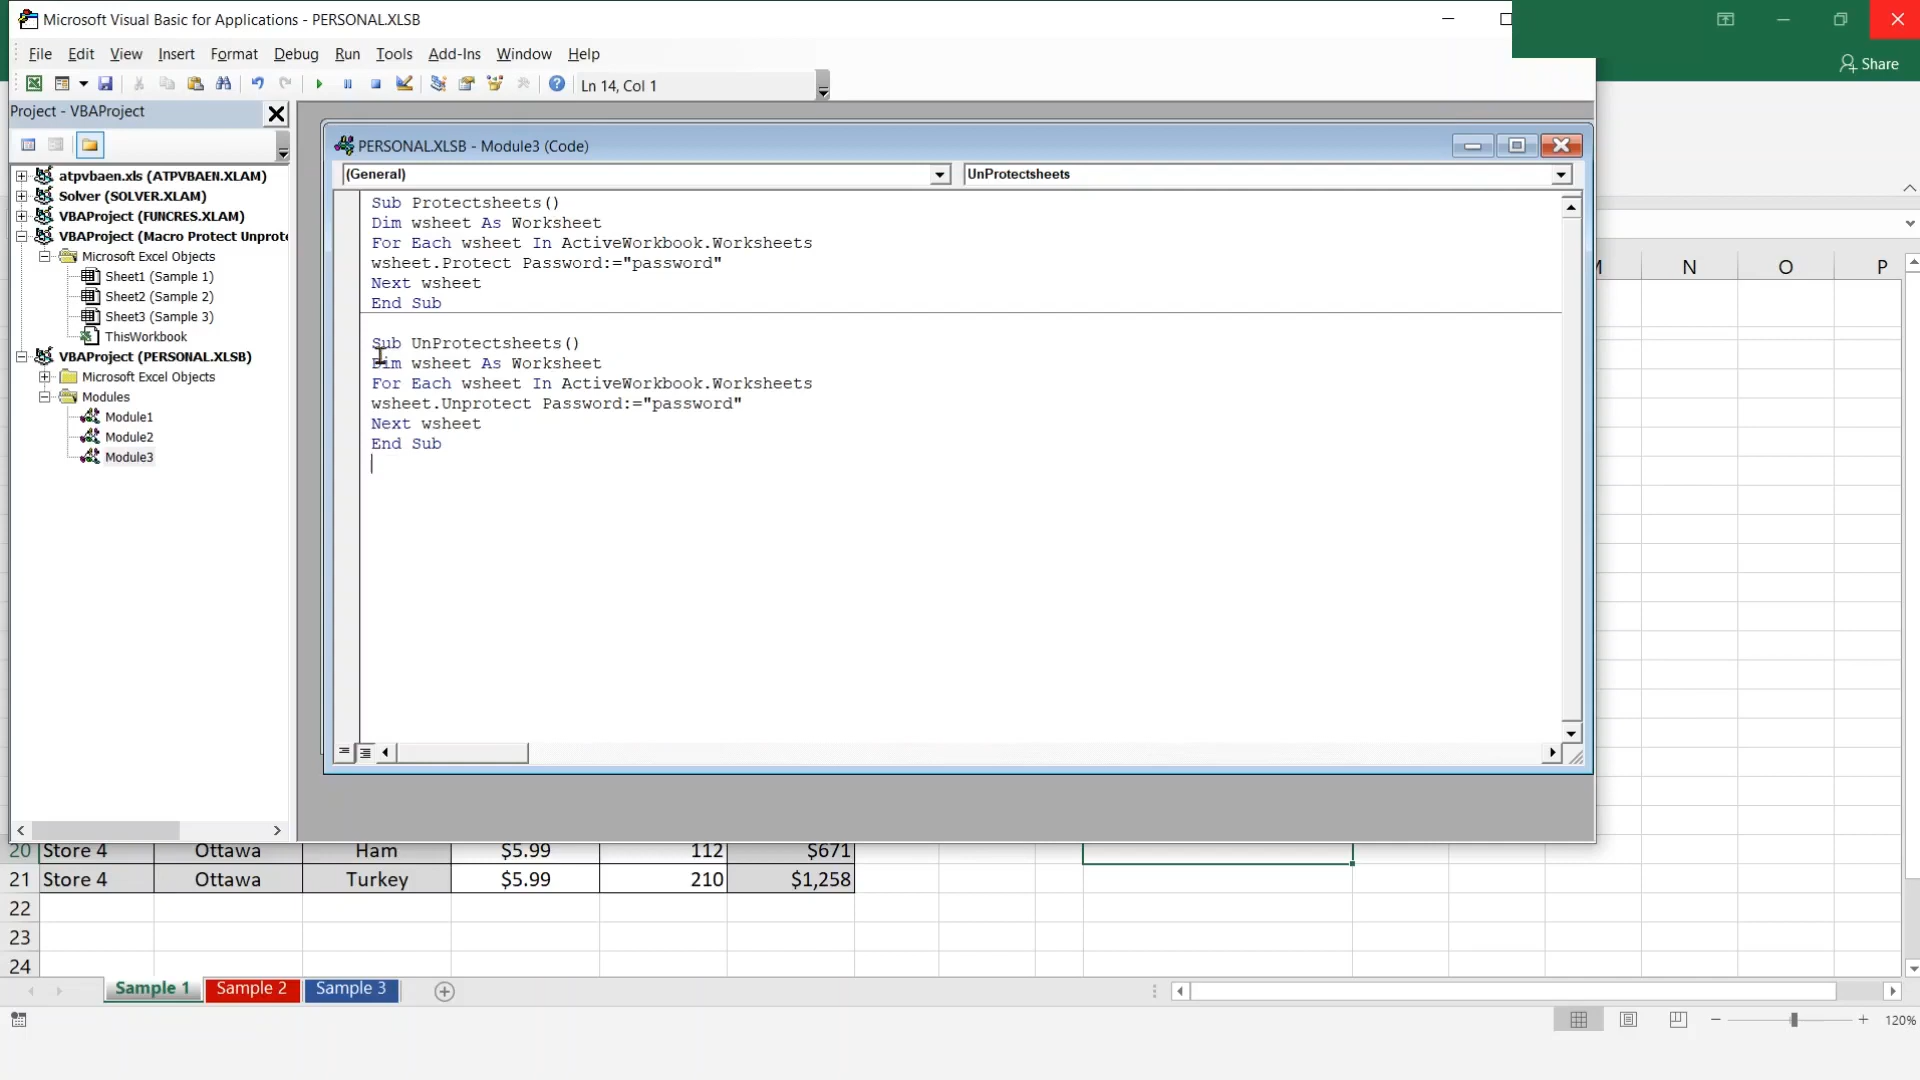 Microsoft Visual Basic for Applications - PERSONAL.XLSB
File Edit View Insert Format Debug Run Tools Add-Ins Window Help
Share
Ln 14, Col 1
Project - VBAProject
atpvbaen.xls (ATPVBAEN.XLAM)
Solver (SOLVER.XLAM)
VBAProject (FUNCRES.XLAM)
VBAProject (Macro Protect Unprot
Microsoft Excel Objects
Sheet1 (Sample 1)
Sheet2 (Sample 2)
Sheet3 (Sample 3)
ThisWorkbook
VBAProject (PERSONAL.XLSB)
Microsoft Excel Objects
Modules
Module1
Module2
Module3
PERSONAL.XLSB - Module3 (Code)
(General) UnProtectsheets
Sub Protectsheets()
Dim wsheet As Worksheet
For Each wsheet In ActiveWorkbook.Worksheets
wsheet.Protect Password:="password"
Next wsheet
End Sub
Sub UnProtectsheets()
Dim wsheet As Worksheet
For Each wsheet In ActiveWorkbook.Worksheets
wsheet.Unprotect Password:="password"
Next wsheet
End Sub
N O P
20 Store 4 Ottawa Ham $5.99 112 $671
21 Store 4 Ottawa Turkey $5.99 210 $1,258
22
23
24
Sample 1 Sample 2 Sample 3
120%